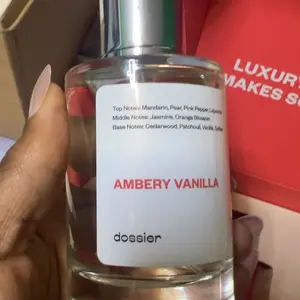 Top Notes: Mandarin, Pear, Pink Pepper,
Middle Notes: Jasmine, Orange Blossom
Base Notes: Cedarwood, Patchouli, Vanilla,
AMBERY VANILLA
dossier
LUXURY
MAKES